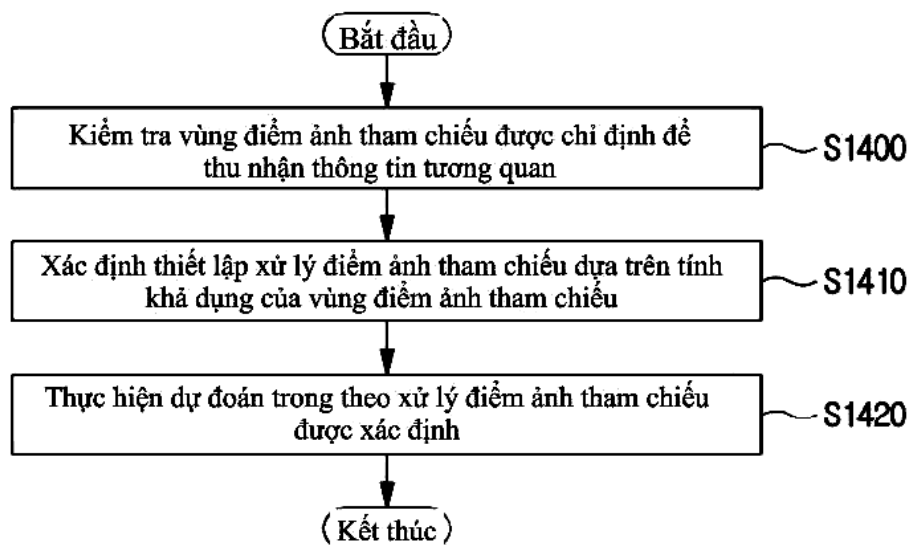 Bắt đầu
Kiểm tra vùng điểm ảnh tham chiếu được chỉ định để
thu nhận thông tin tương quan
S1400
Xác định thiết lập xử lý điểm ảnh tham chiếu dựa trên tính
khả dụng của vùng điểm ảnh tham chiếu
S1410
Thực hiện dự đoán trong theo xử lý điểm ảnh tham chiếu
được xác định
S1420
Kết thúc